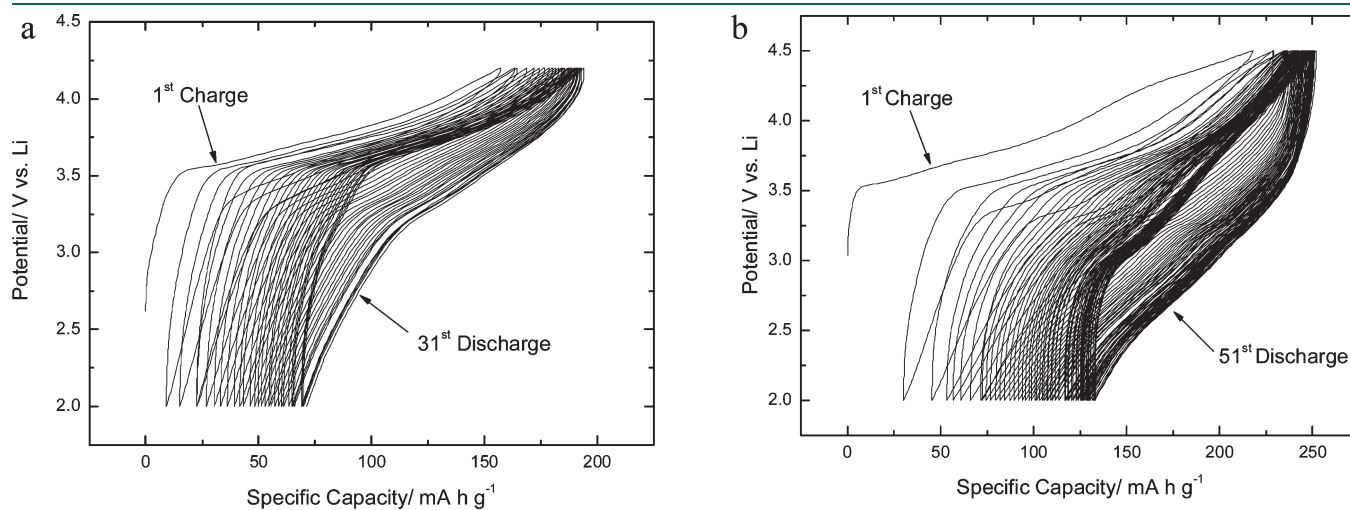 a
4.5
4.0
3.5
3.0
2.5
2.0
Potential/ V vs. Li
1st Charge
31st Discharge
0 50 100 150 200
Specific Capacity/ mA h g-1
b
4.5
4.0
3.5
3.0
2.5
2.0
Potential/ V vs. Li
1st Charge
51st Discharge
0 50 100 150 200 250
Specific Capacity/ mA h g-1